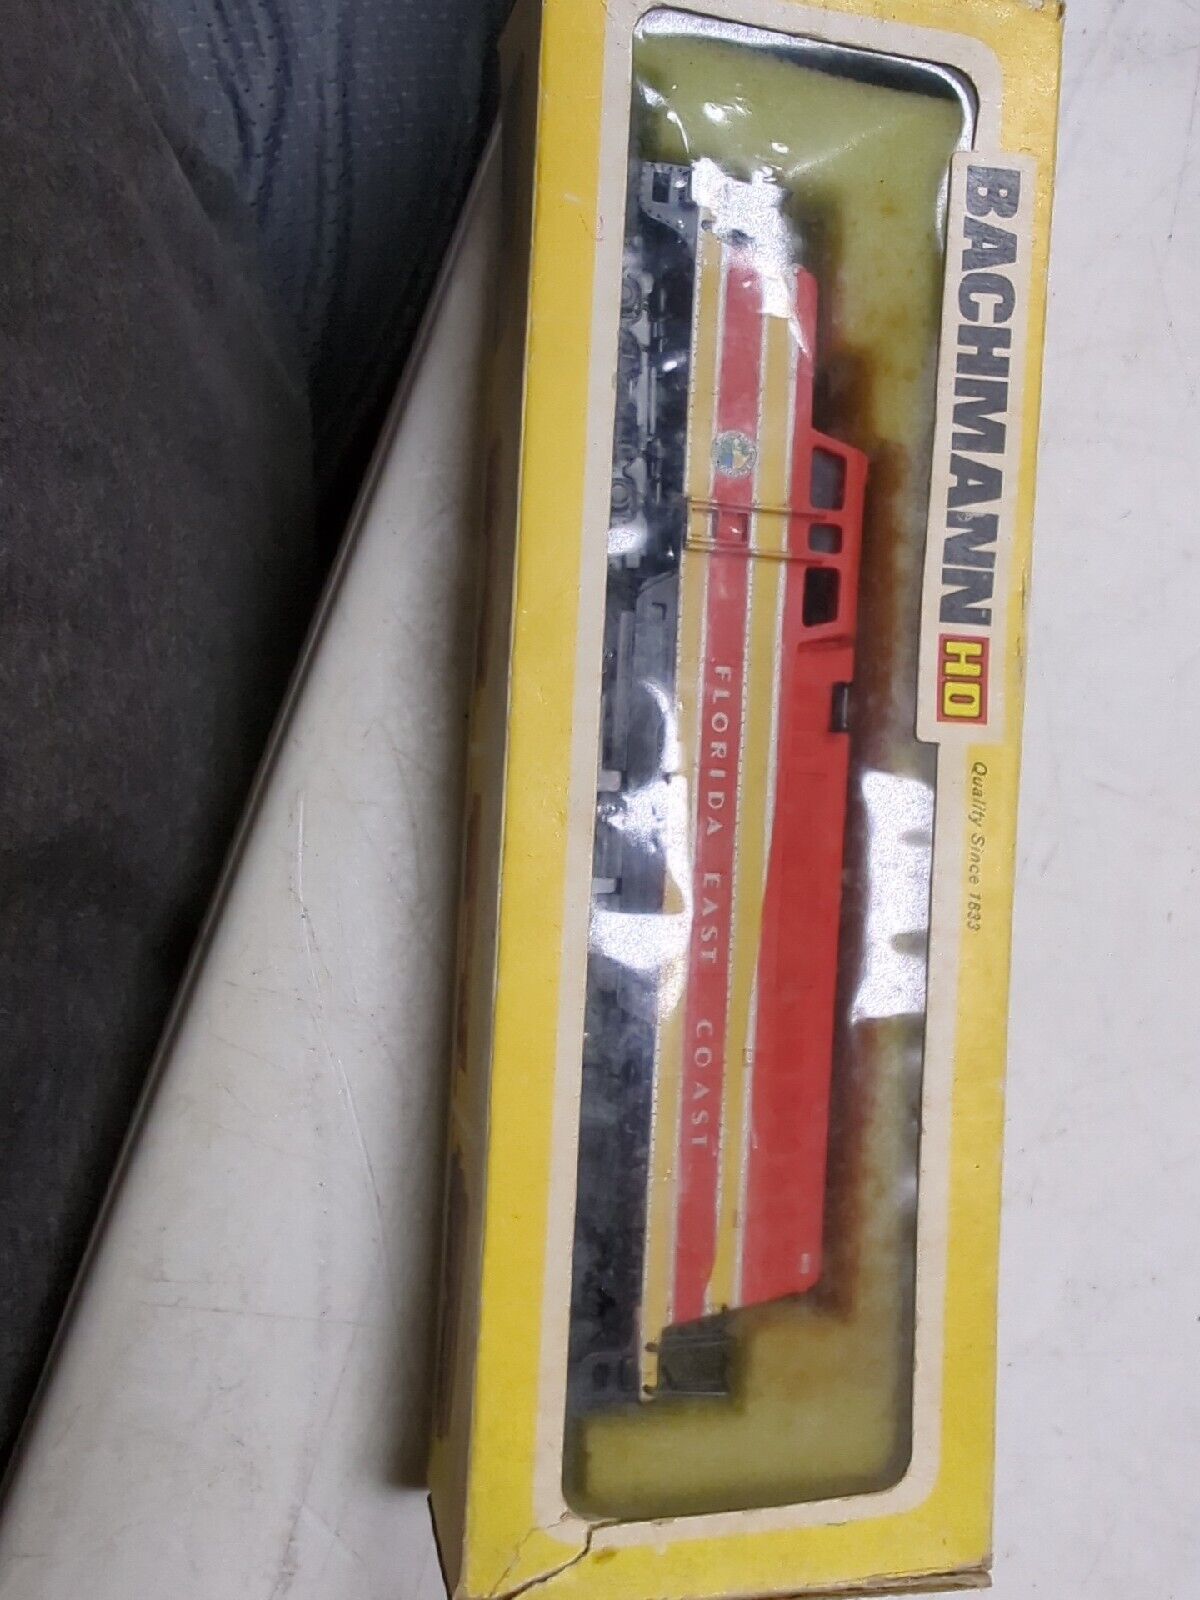 BACHMANN HO
Quality Since 1833
FLORIDA EAST COAST